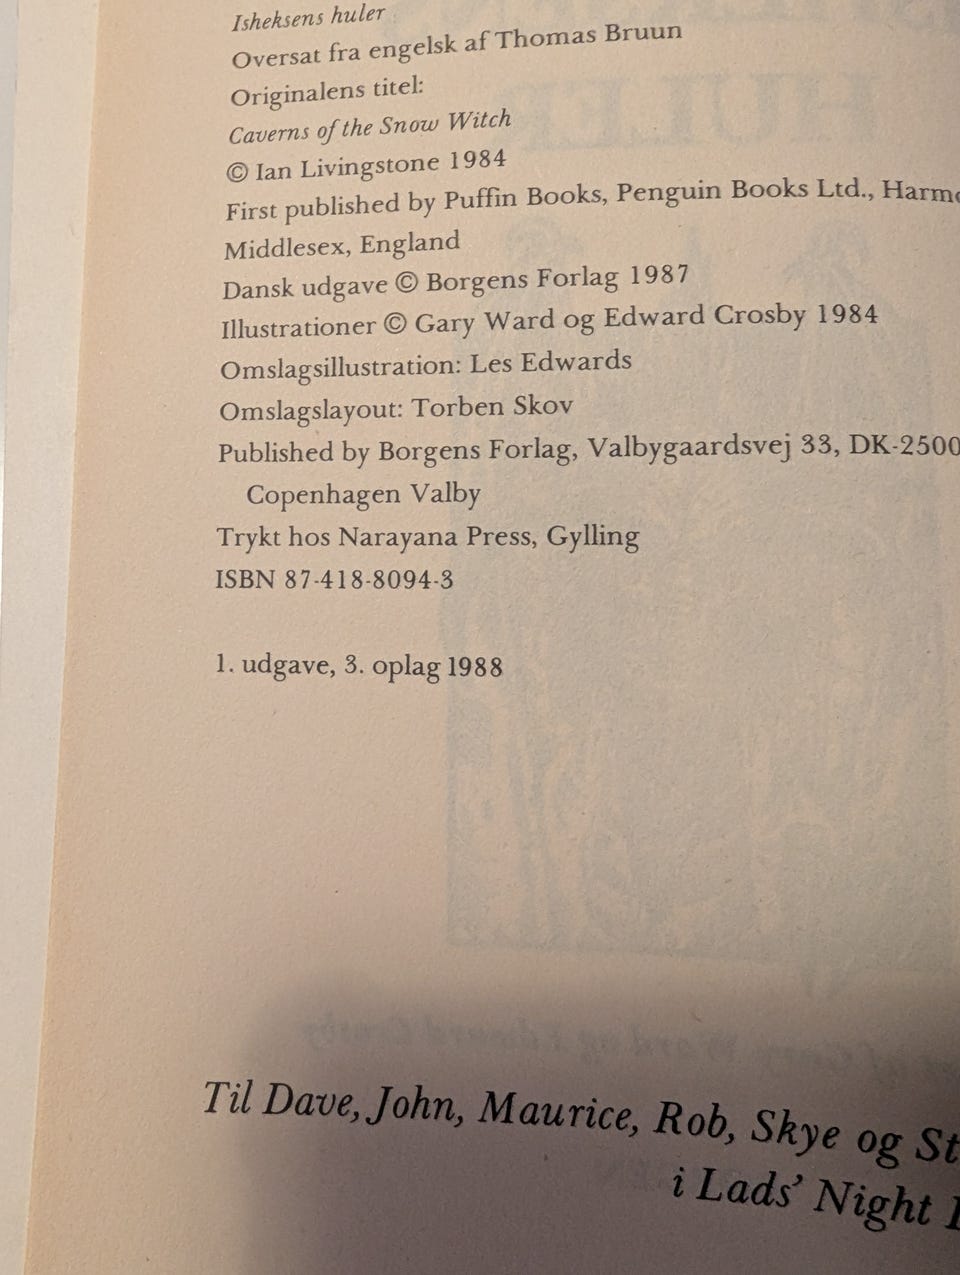 Isheksens huler
Oversat fra engelsk af Thomas Bruun
Originalens titel:
Caverns of the Snow Witch
© Ian Livingstone 1984
First published by Puffin Books, Penguin Books Ltd., Harm
Middlesex, England
Dansk udgave © Borgens Forlag 1987
Illustrationer © Gary Ward og Edward Crosby 1984
Omslagsillustration: Les Edwards
Omslagslayout: Torben Skov
Published by Borgens Forlag, Valbygaardsvej 33, DK-2500
Copenhagen Valby
Trykt hos Narayana Press, Gylling
ISBN 87-418-8094-3
1. udgave, 3. oplag 1988
Til Dave, John, Maurice, Rob, Skye og St
i Lads' Night